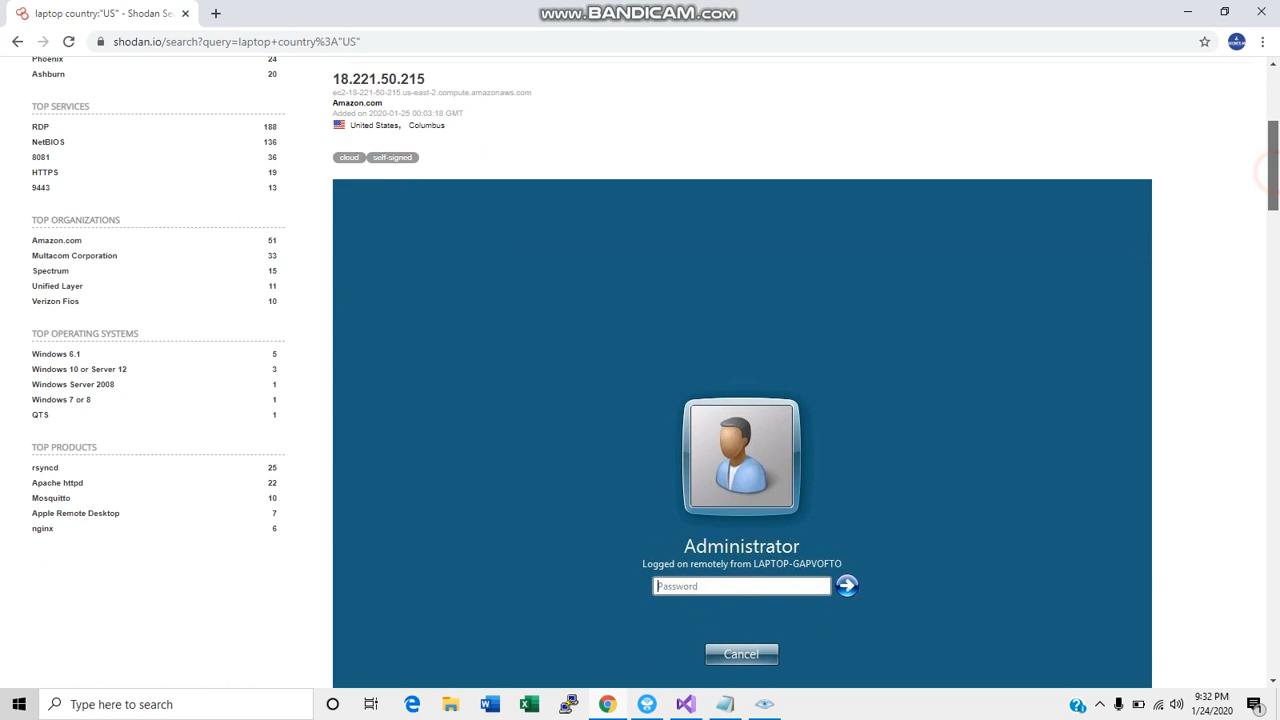 laptop country:"US" - Shodan Se
www.BANDICAM.com
shodan.io/search?query=laptop+country%3A"US"
Phoenix 24
Ashburn 20
TOP SERVICES
RDP 188
NetBIOS 136
8081 36
HTTPS 19
9443 13
TOP ORGANIZATIONS
Amazon.com 51
Multacom Corporation 33
Spectrum 15
Unified Layer 11
Verizon Fios 10
TOP OPERATING SYSTEMS
Windows 6.1 5
Windows 10 or Server 12 3
Windows Server 2008 1
Windows 7 or 8 1
QTS 1
TOP PRODUCTS
rsyncd 25
Apache httpd 22
Mosquitto 10
Apple Remote Desktop 7
nginx 6
18.221.50.215
ec2-18-221-50-215.us-east-2.compute.amazonaws.com
Amazon.com
Added on 2020-01-25 00:03:18 GMT
United States, Columbus
cloud self-signed
Administrator
Logged on remotely from LAPTOP-GAPVOFTO
Password
Cancel
Type here to search
9:32 PM
1/24/2020
1